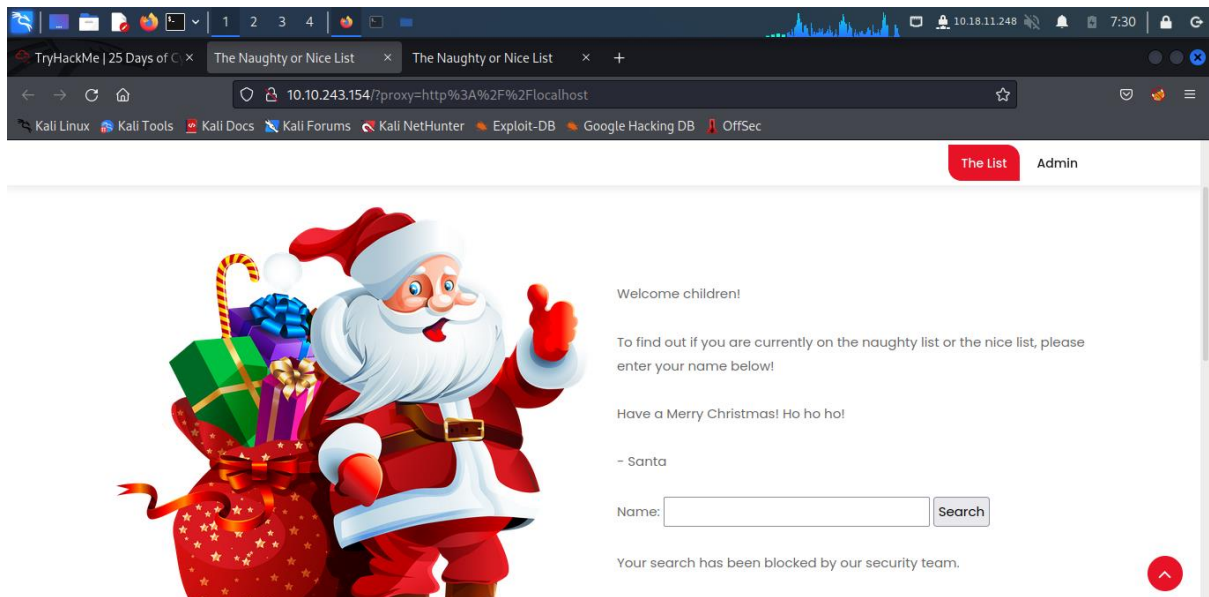 1 2 3 4 10.18.11.248 7:30
TryHackMe | 25 Days of C The Naughty or Nice List The Naughty or Nice List
10.10.243.154/?proxy=http%3A%2F%2Flocalhost
Kali Linux Kali Tools Kali Docs Kali Forums Kali NetHunter Exploit-DB Google Hacking DB OffSec
The List Admin
Welcome children!
To find out if you are currently on the naughty list or the nice list, please
enter your name below!
Have a Merry Christmas! Ho ho ho!
- Santa
Name: Search
Your search has been blocked by our security team.